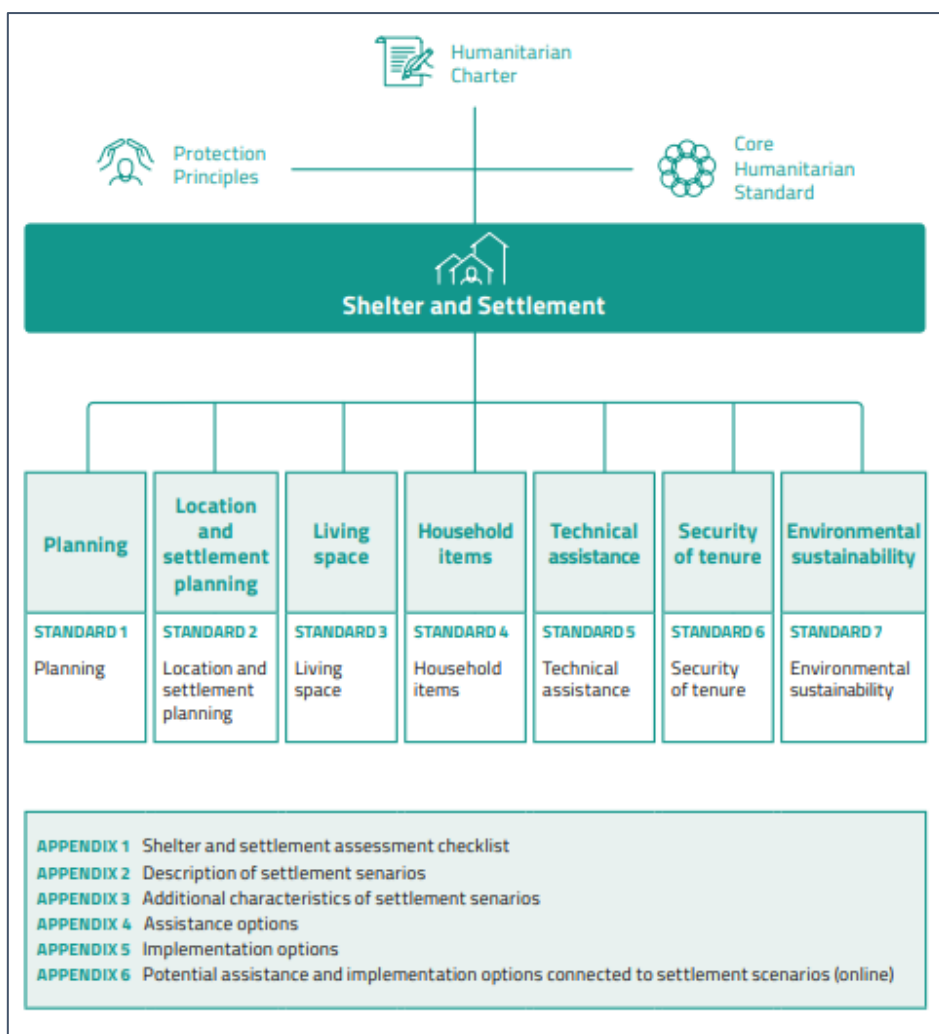 Humanitarian
Charter
Protection
Principles
Core
Humanitarian
Standard
Shelter and Settlement
Planning
Location
and
settlement
planning
Living
space
Household
items
Technical
assistance
Security
of tenure
Environmental
sustainability
STANDARD 1
Planning
STANDARD 2
Location and
settlement
planning
STANDARD 3
Living
space
STANDARD 4
Household
items
STANDARD 5
Technical
assistance
STANDARD 6
Security
of tenure
STANDARD 7
Environmental
sustainability
APPENDIX 1 Shelter and settlement assessment checklist
APPENDIX 2 Description of settlement senarios
APPENDIX 3 Additional characteristics of settlement senarios
APPENDIX 4 Assistance options
APPENDIX 5 Implementation options
APPENDIX 6 Potential assistance and implementation options connected to settlement scenarios (online)